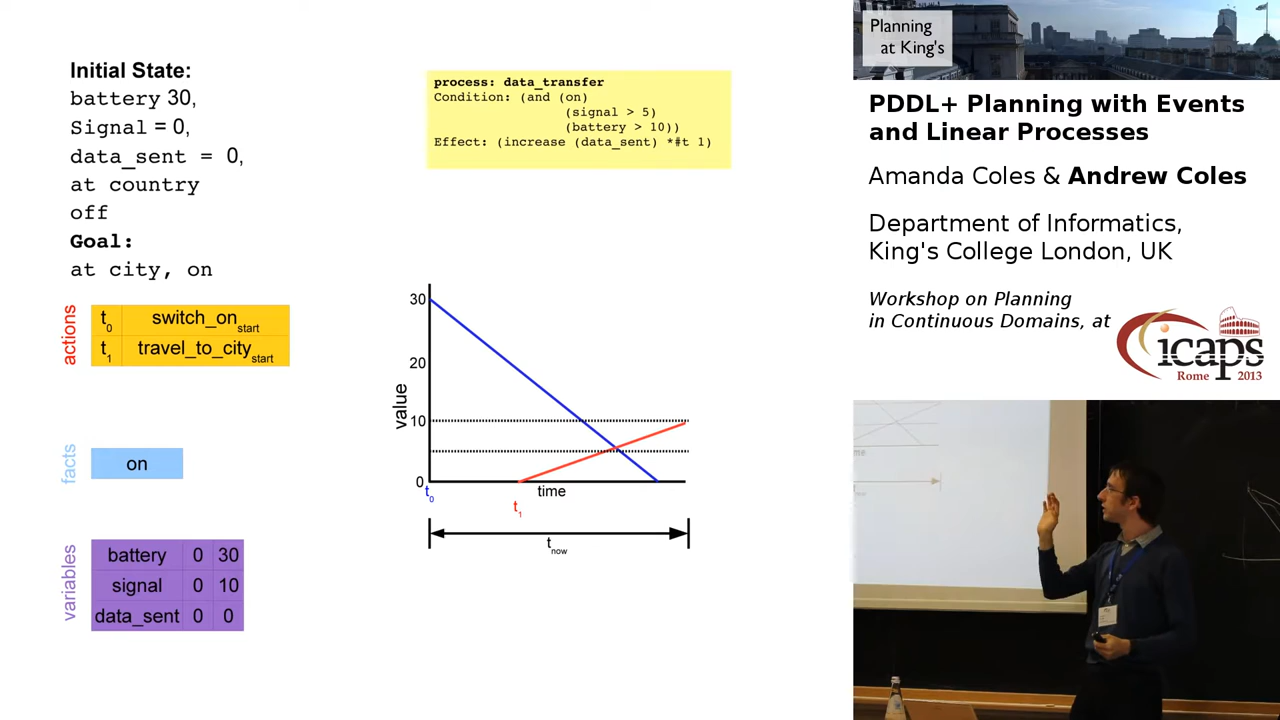 Initial State:
battery 30,
Signal = 0,
data_sent = 0,
at country
off
Goal:
at city, on
actions
t0 switch_on start
t1 travel_to_city start
facts
on
variables
battery 0 30
signal 0 10
data_sent 0 0
process: data_transfer
Condition: (and (on)
(signal > 5)
(battery > 10))
Effect: (increase (data_sent) *#t 1)
value
30
20
10
0
t0
t1
time
tnow
Planning
at King's
PDDL+ Planning with Events
and Linear Processes
Amanda Coles & Andrew Coles
Department of Informatics,
King's College London, UK
Workshop on Planning
in Continuous Domains, at
icaps
Rome 2013